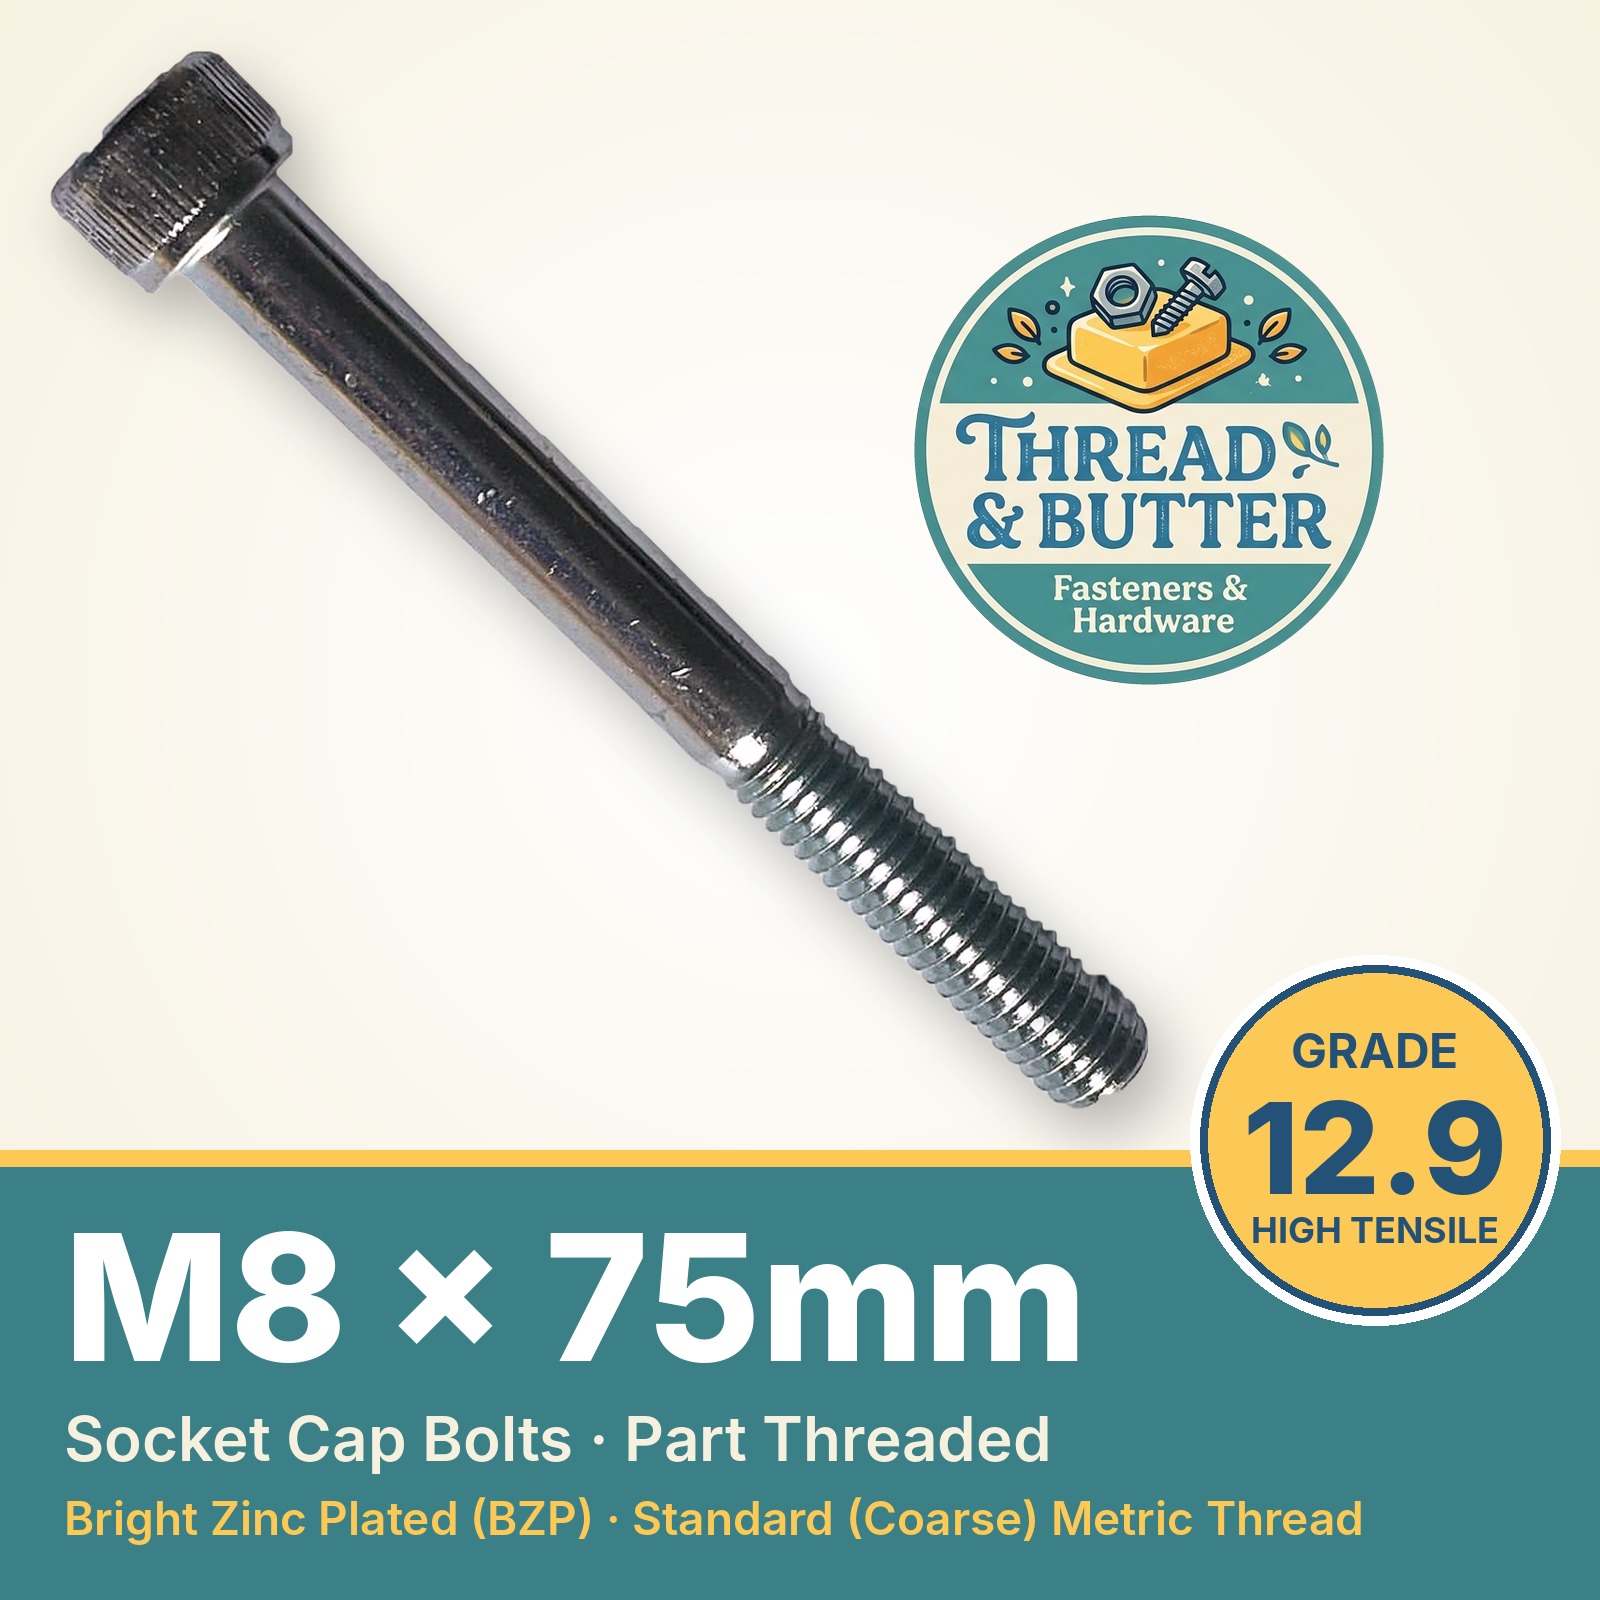 THREAD
& BUTTER
Fasteners &
Hardware
GRADE
12.9
HIGH TENSILE
M8 × 75mm
Socket Cap Bolts · Part Threaded
Bright Zinc Plated (BZP) · Standard (Coarse) Metric Thread